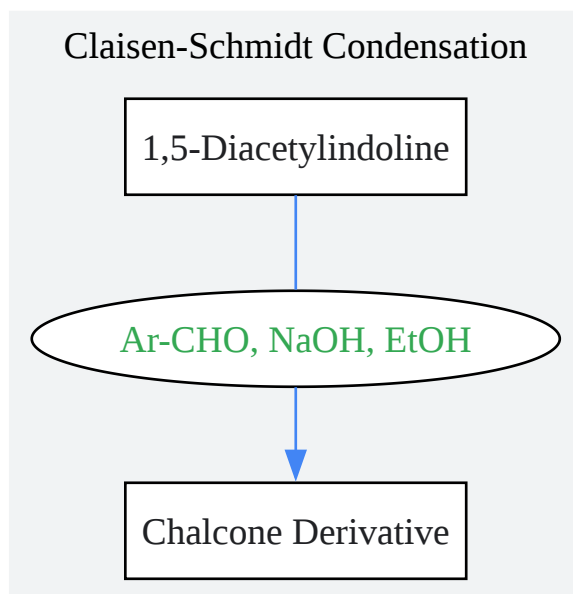 Claisen-Schmidt Condensation
1,5-Diacetylindoline
Ar-CHO, NaOH, EtOH
Chalcone Derivative